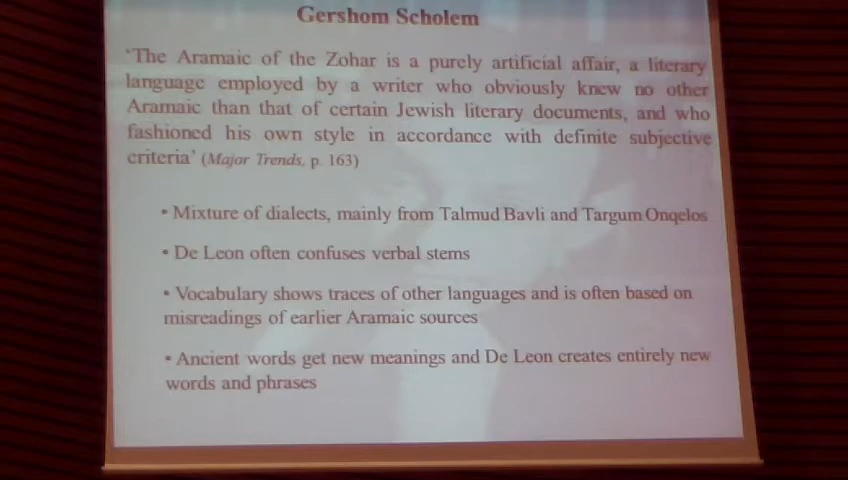 Gershom Scholem
'The Aramaic of the Zohar is a purely artificial affair, a literary
language employed by a writer who obviously knew no other
Aramaic than that of certain Jewish literary documents, and who
fashioned his own style in accordance with definite subjective
criteria' (Major Trends, p. 163)
• Mixture of dialects, mainly from Talmud Bavli and Targum Onqelos
• De Leon often confuses verbal stems
• Vocabulary shows traces of other languages and is often based on
misreadings of earlier Aramaic sources
• Ancient words get new meanings and De Leon creates entirely new
words and phrases